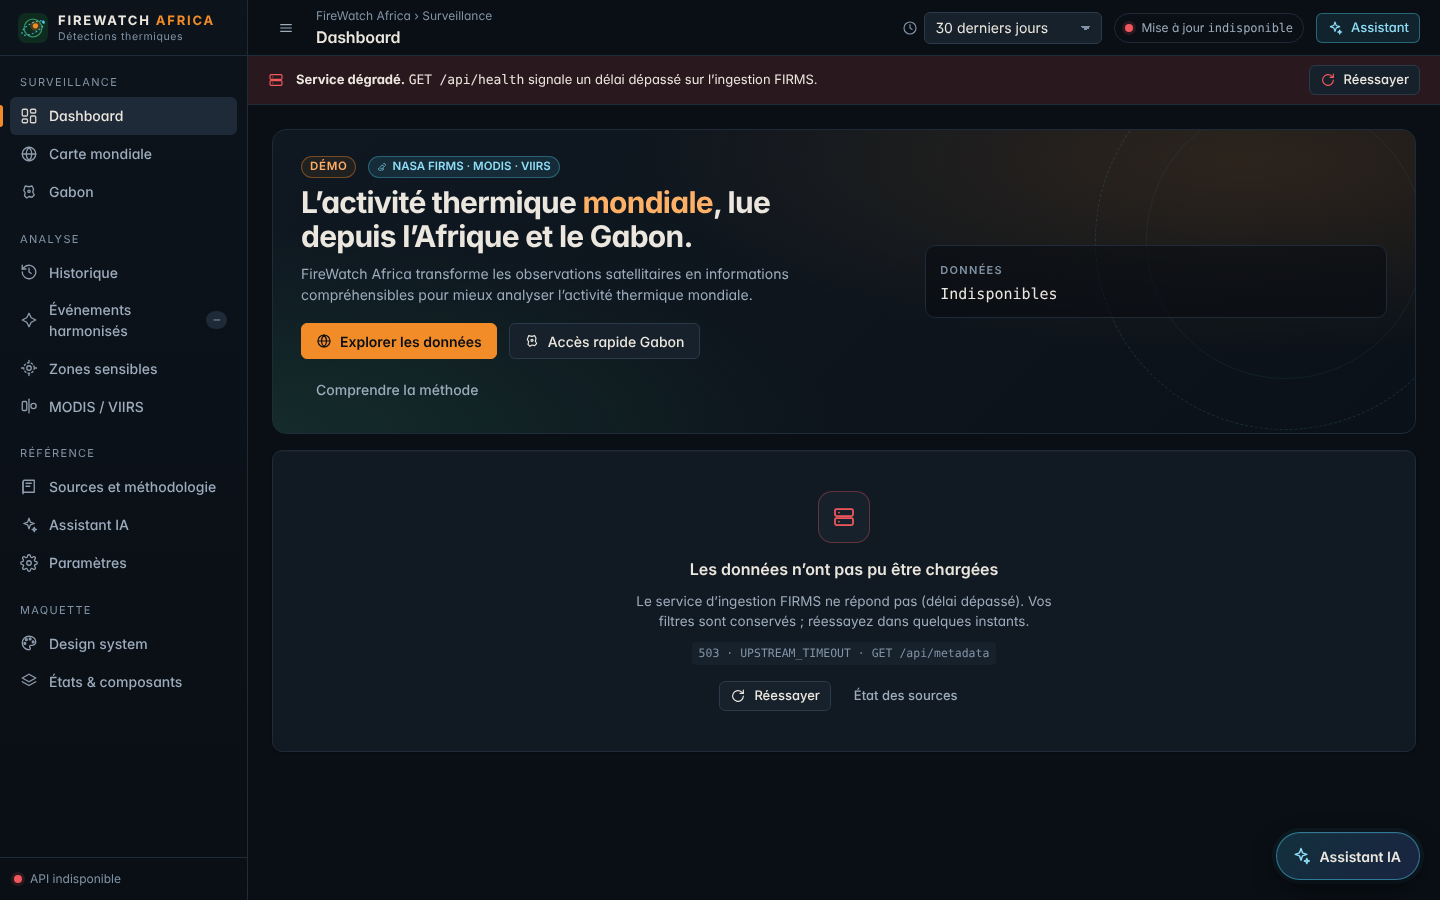 FIREWATCH AFRICA
Détections thermiques
SURVEILLANCE
Dashboard
Carte mondiale
Gabon
ANALYSE
Historique
Événements
harmonisés
–
Zones sensibles
MODIS / VIIRS
RÉFÉRENCE
Sources et méthodologie
Assistant IA
Paramètres
MAQUETTE
Design system
États & composants
API indisponible
FireWatch Africa › Surveillance
Dashboard
30 derniers jours
Mise à jour indisponible
Assistant
Service dégradé. GET /api/health signale un délai dépassé sur l’ingestion FIRMS.
Réessayer
DÉMO
NASA FIRMS · MODIS · VIIRS
L’activité thermique mondiale, lue
depuis l’Afrique et le Gabon.
FireWatch Africa transforme les observations satellitaires en informations
compréhensibles pour mieux analyser l’activité thermique mondiale.
Explorer les données
Accès rapide Gabon
Comprendre la méthode
DONNÉES
Indisponibles
Les données n’ont pas pu être chargées
Le service d’ingestion FIRMS ne répond pas (délai dépassé). Vos
filtres sont conservés ; réessayez dans quelques instants.
503 · UPSTREAM_TIMEOUT · GET /api/metadata
Réessayer
État des sources
Assistant IA